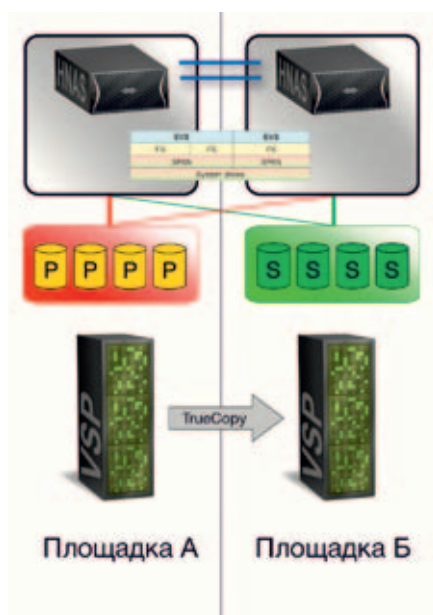 HNAS HNAS
EVS EVS
FS FS FS
SPAN SPAN
System drives
P P P P S S S S
VSP VSP
TrueCopy
Площадка А Площадка Б